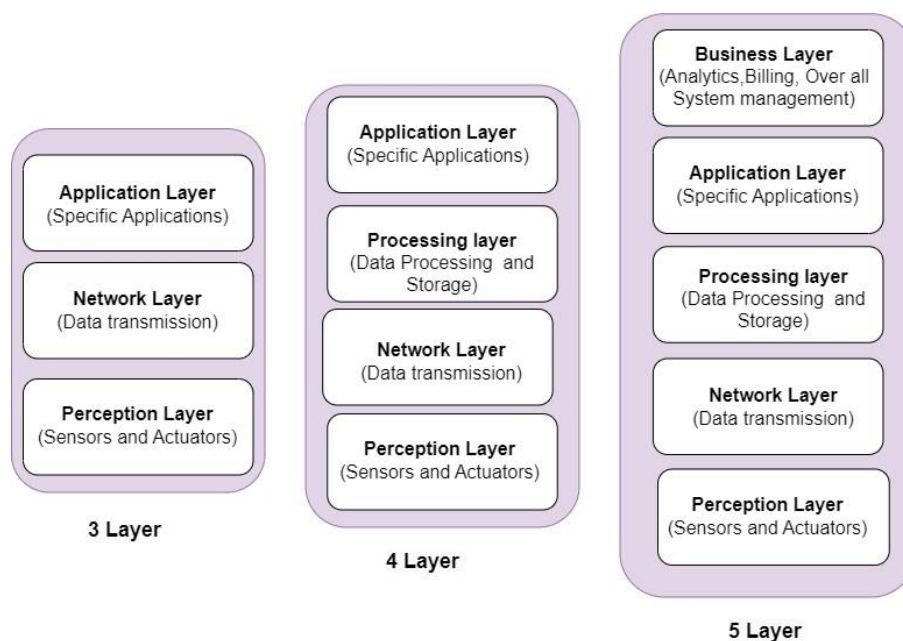 Application Layer
(Specific Applications)
Network Layer
(Data transmission)
Perception Layer
(Sensors and Actuators)
3 Layer
Application Layer
(Specific Applications)
Processing layer
(Data Processing and
Storage)
Network Layer
(Data transmission)
Perception Layer
(Sensors and Actuators)
4 Layer
Business Layer
(Analytics,Billing, Over all
System management)
Application Layer
(Specific Applications)
Processing layer
(Data Processing and
Storage)
Network Layer
(Data transmission)
Perception Layer
(Sensors and Actuators)
5 Layer